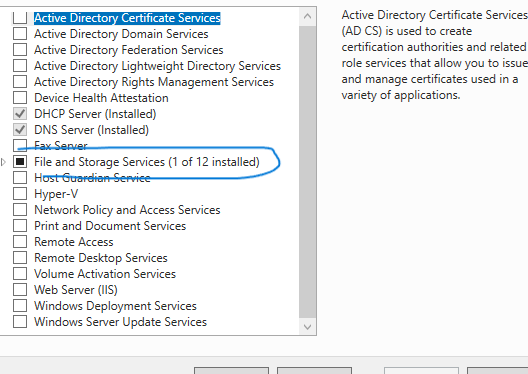 Active Directory Certificate Services
Active Directory Domain Services
Active Directory Federation Services
Active Directory Lightweight Directory Services
Active Directory Rights Management Services
Device Health Attestation
DHCP Server (Installed)
DNS Server (Installed)
Fax Server
File and Storage Services (1 of 12 installed)
Host Guardian Service
Hyper-V
Network Policy and Access Services
Print and Document Services
Remote Access
Remote Desktop Services
Volume Activation Services
Web Server (IIS)
Windows Deployment Services
Windows Server Update Services
Active Directory Certificate Services
(AD CS) is used to create
certification authorities and related
role services that allow you to issue
and manage certificates used in a
variety of applications.